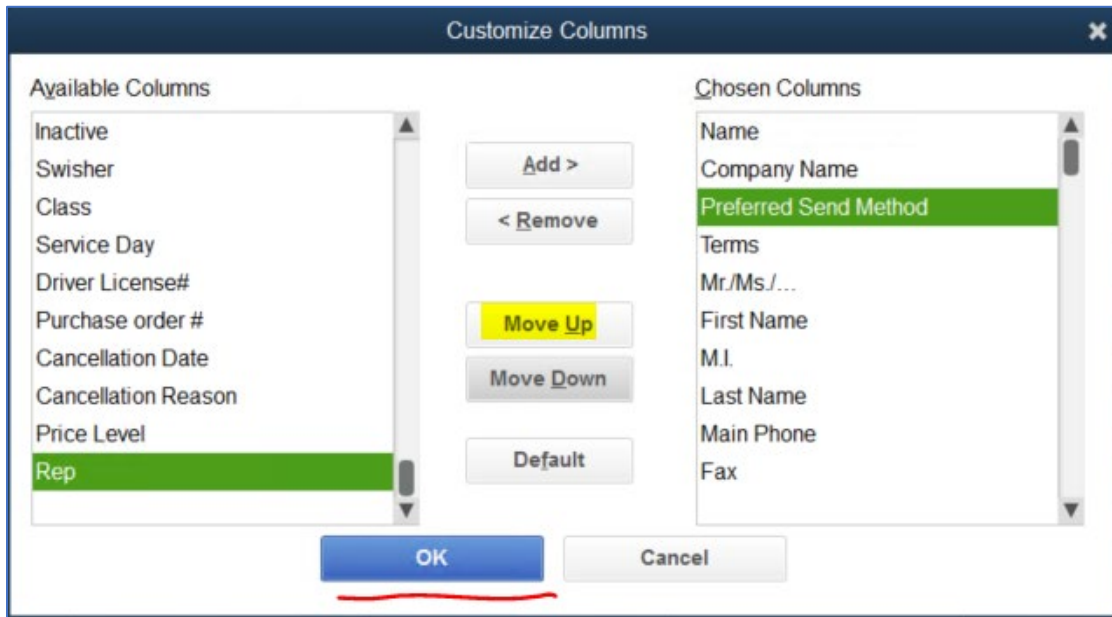 Customize Columns
Available Columns
Inactive
Swisher
Class
Service Day
Driver License#
Purchase order #
Cancellation Date
Cancellation Reason
Price Level
Rep
Add >
< Remove
Move Up
Move Down
Default
Chosen Columns
Name
Company Name
Preferred Send Method
Terms
Mr./Ms./...
First Name
M.I.
Last Name
Main Phone
Fax
OK
Cancel